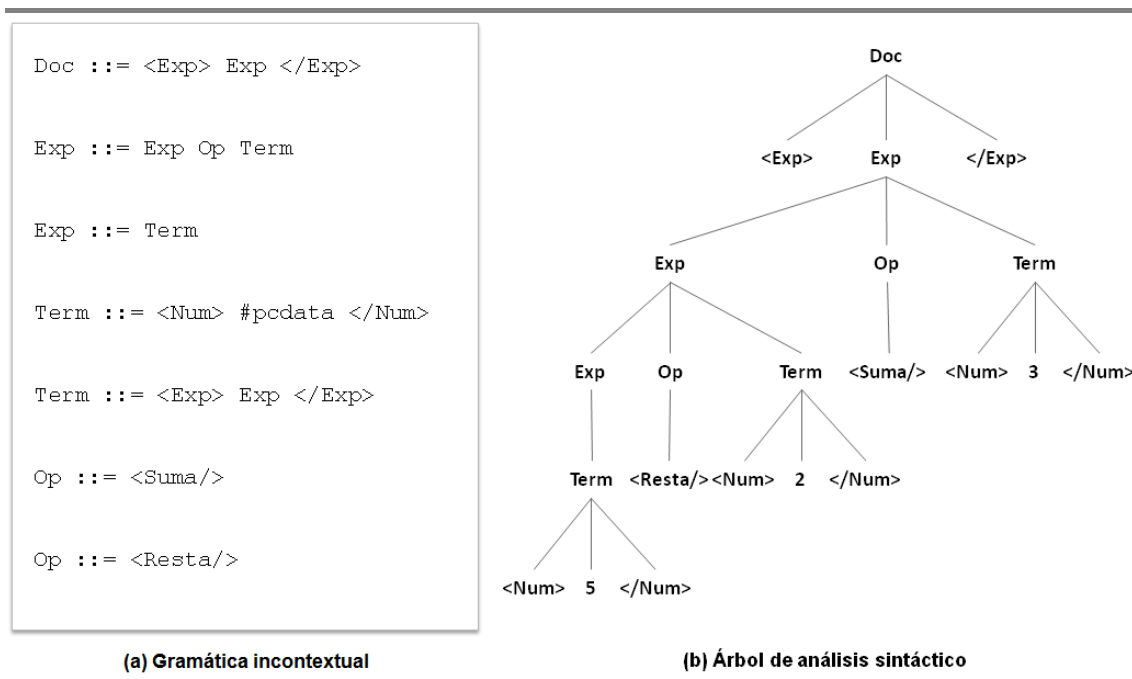 Doc ::= <Exp> Exp </Exp>
Exp ::= Exp Op Term
Exp ::= Term
Term ::= <Num> #pcdata </Num>
Term ::= <Exp> Exp </Exp>
Op ::= <Suma/>
Op ::= <Resta/>
(a) Gramática incontextual
Doc
<Exp> Exp </Exp>
Exp Op Term
Exp Op Term <Suma/> <Num> 3 </Num>
Term <Resta/> <Num> 2 </Num>
<Num> 5 </Num>
(b) Árbol de análisis sintáctico